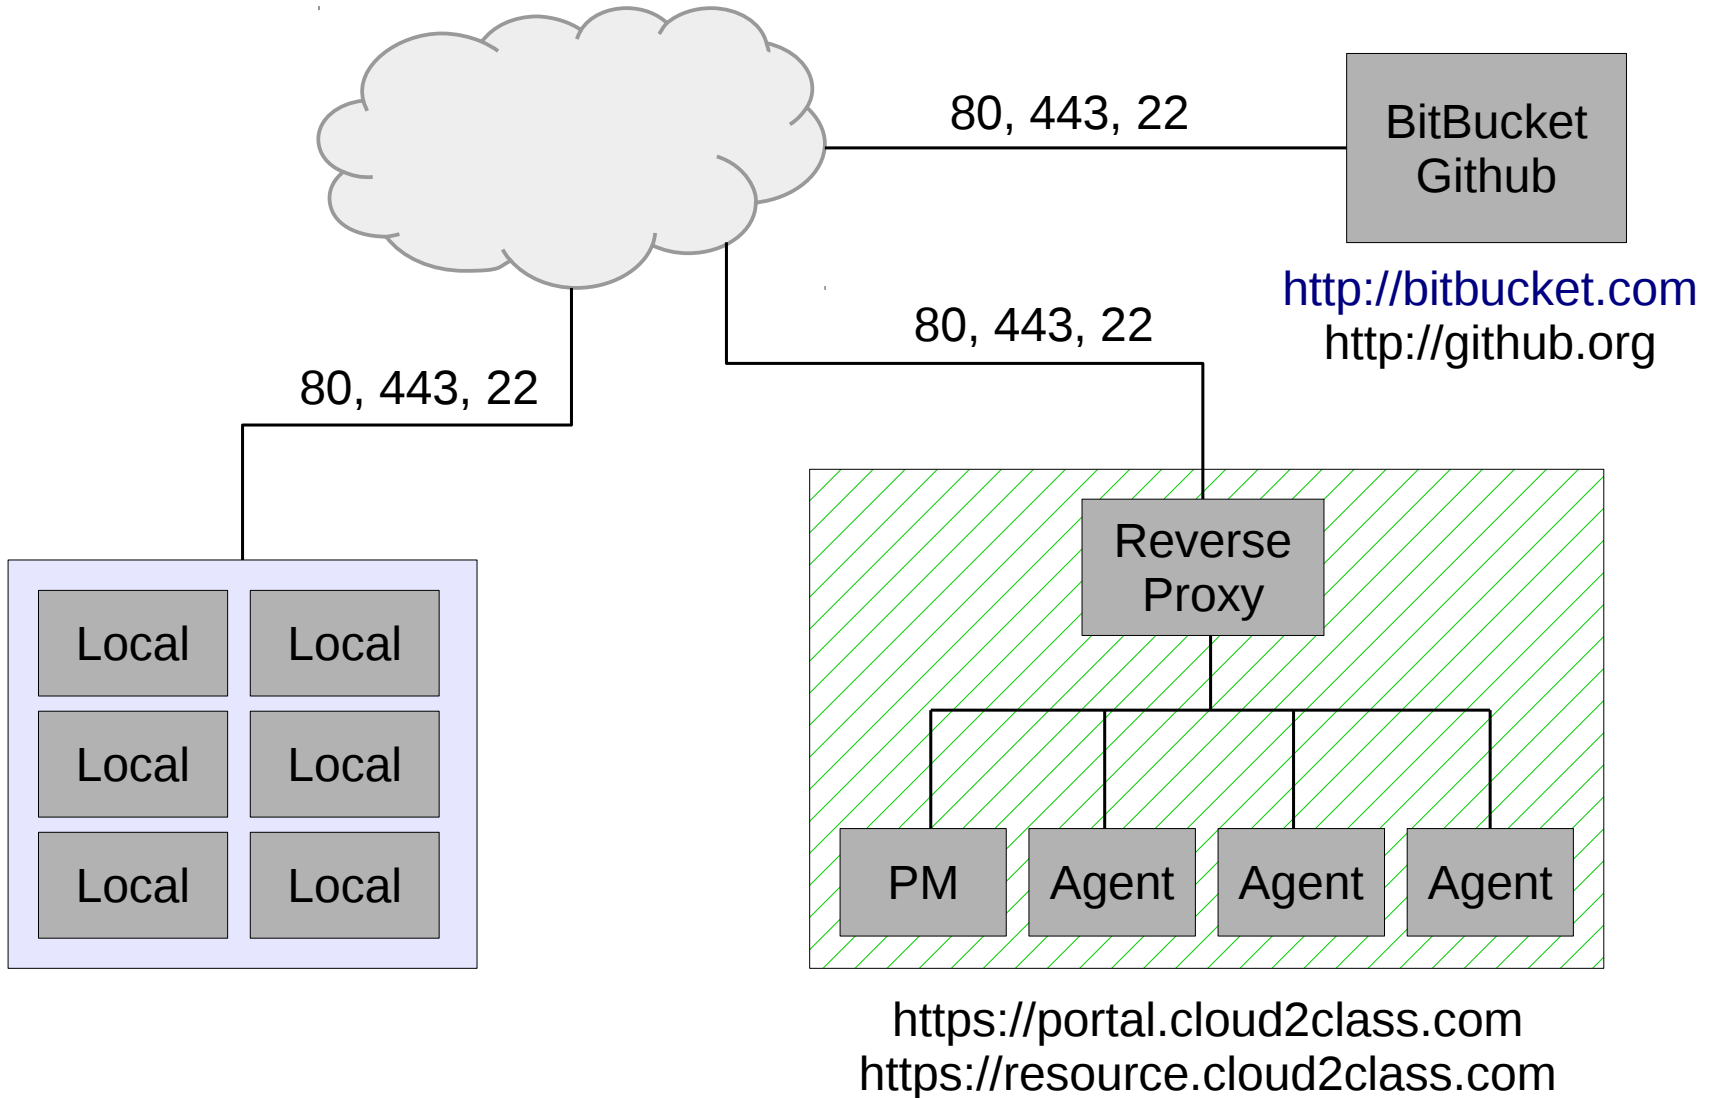 80, 443, 22
BitBucket
Github
http://bitbucket.com
http://github.org
80, 443, 22
80, 443, 22
Reverse
Proxy
Local
Local
Local
Local
Local
Local
PM
Agent
Agent
Agent
https://portal.cloud2class.com
https://resource.cloud2class.com